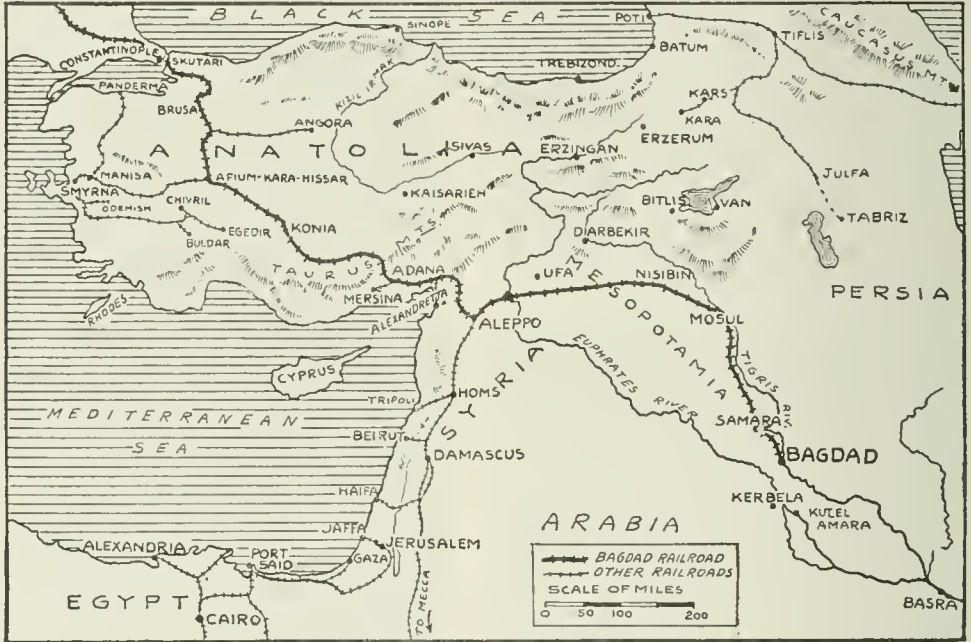 BLACK SEA
CAUCASUS MT.
SINOPE
POTI
TIFLIS
CONSTANTINOPLE
SKUTARI
BATUM
TREBIZOND
PANDERMA
KIZIL IRMAK
KARS
BRUSA
ANGORA
KARA
ERZERUM
ANATOLIA
SIVAS
ERZINGAN
MANISA
AFIUM-KARA-HISSAR
JULFA
SMYRNA
KAISARIEH
BITLIS
VAN
CHIVRIL
ODEMISH
TABRIZ
EGEDIR
KONIA
DIARBEKIR
BULDAR
TAURUS MTS.
ADANA
UFA
NISIBIN
MESOPOTAMIA
PERSIA
RHODES
MERSINA
ALEXANDRETTA
ALEPPO
MOSUL
SYRIA
EUPHRATES RIVER
TIGRIS RIV.
CYPRUS
HOMS
TRIPOLI
MEDITERRANEAN
SEA
SAMARA
BEIRUT
DAMASCUS
BAGDAD
HAIFA
KERBELA
KUTEL
AMARA
JAFFA
ARABIA
JERUSALEM
ALEXANDRIA
PORT
SAID
GAZA
BAGDAD RAILROAD
OTHER RAILROADS
SCALE OF MILES
0 50 100 200
EGYPT
CAIRO
TO MECCA
BASRA